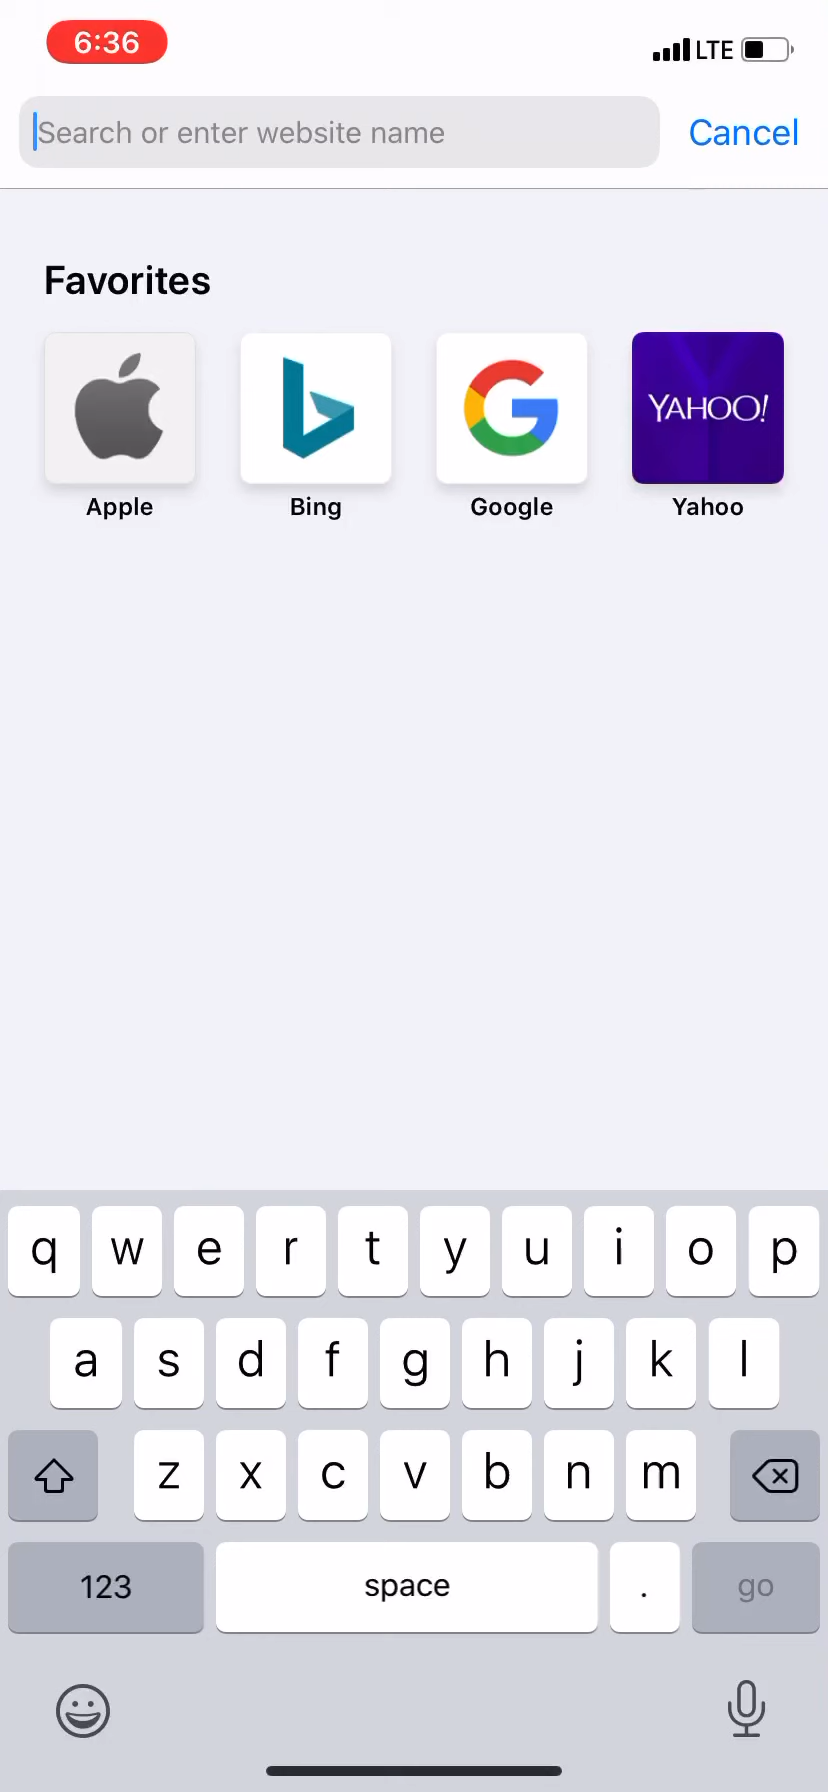 6:36 LTE
Search or enter website name Cancel
Favorites
YAHOO!
Apple Bing Google Yahoo
q w e r t y u i o p
a s d f g h j k l
z x c v b n m
123 space . go